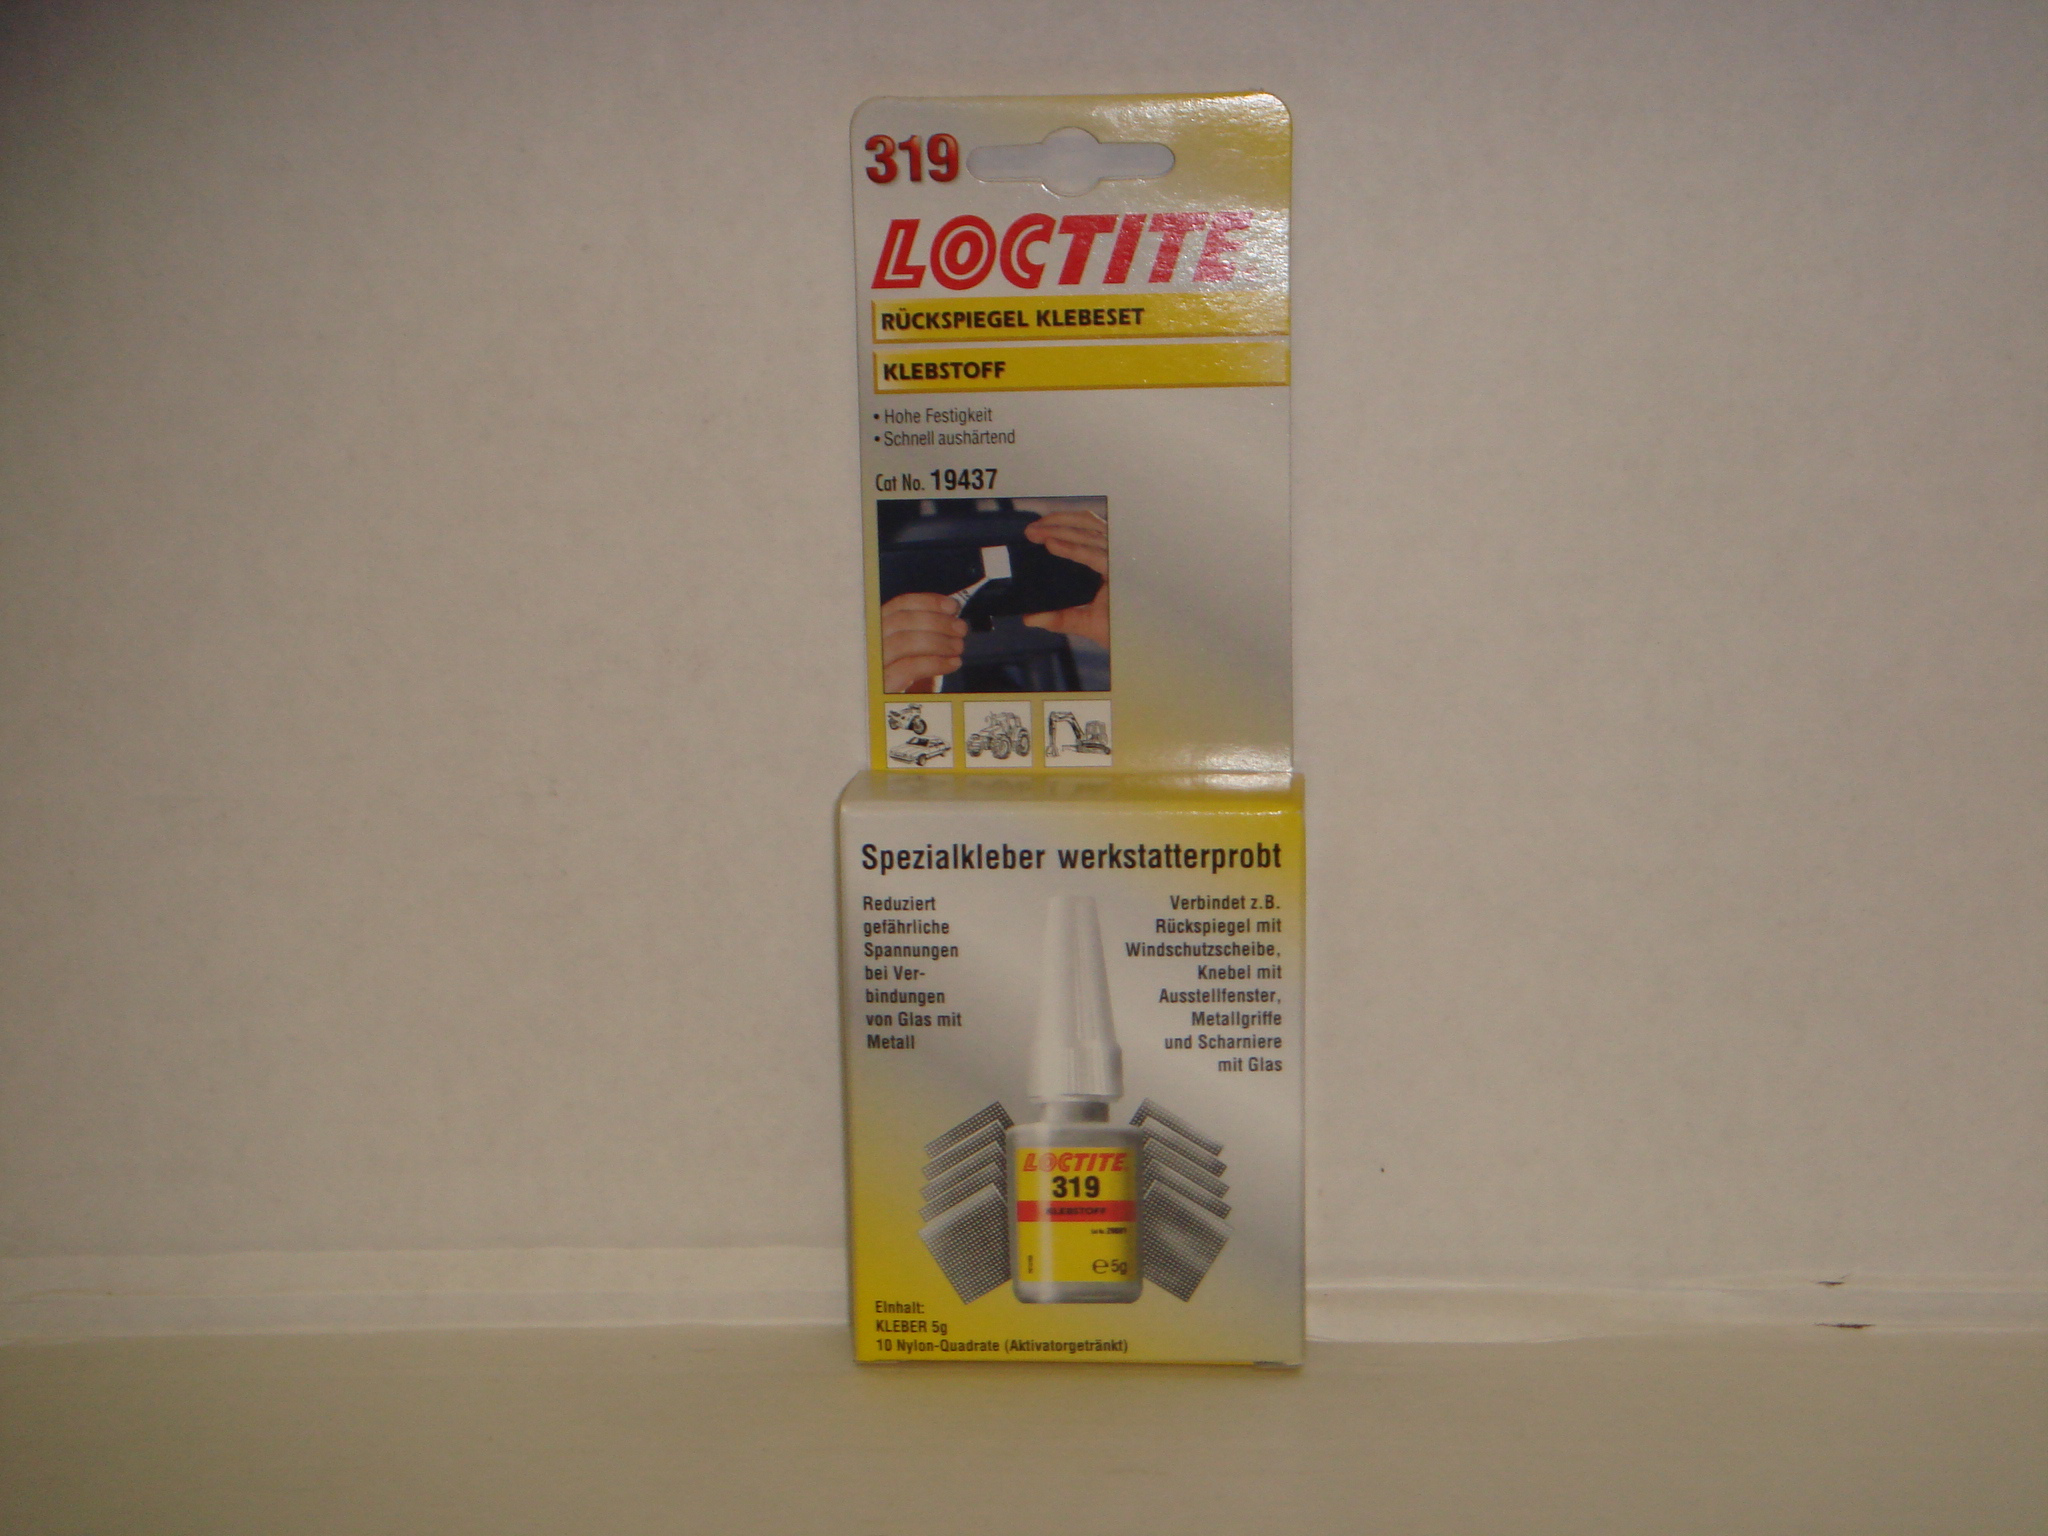 319
LOCTITE
RÜCKSPIEGEL KLEBESET
KLEBSTOFF
• Hohe Festigkeit
• Schnell aushärtend
Cat No. 19437
Spezialkleber werkstatterprobt
Reduziert
gefährliche
Spannungen
bei Ver-
bindungen
von Glas mit
Metall
Verbindet z.B.
Rückspiegel mit
Windschutzscheibe,
Knebel mit
Ausstellfenster,
Metallgriffe
und Scharniere
mit Glas
LOCTITE
319
KLEBSTOFF
℮ 5g
Einhalt:
KLEBER 5g
10 Nylon-Quadrate (Aktivatorgetränkt)